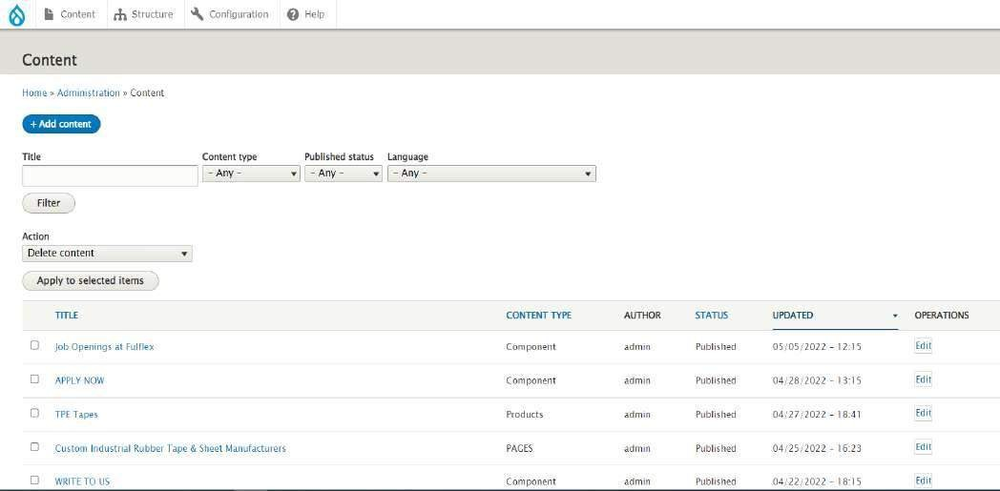 Content Structure Configuration Help
Content
Home » Administration » Content
+ Add content
Title Content type Published status Language
- Any - - Any - - Any -
Filter
Action
Delete content
Apply to selected items
TITLE CONTENT TYPE AUTHOR STATUS UPDATED OPERATIONS
Job Openings at Fulflex Component admin Published 05/05/2022 - 12:15 Edit
APPLY NOW Component admin Published 04/28/2022 - 13:15 Edit
TPE Tapes Products admin Published 04/27/2022 - 18:41 Edit
Custom Industrial Rubber Tape & Sheet Manufacturers PAGES admin Published 04/25/2022 - 16:23 Edit
WRITE TO US Component admin Published 04/22/2022 - 18:15 Edit